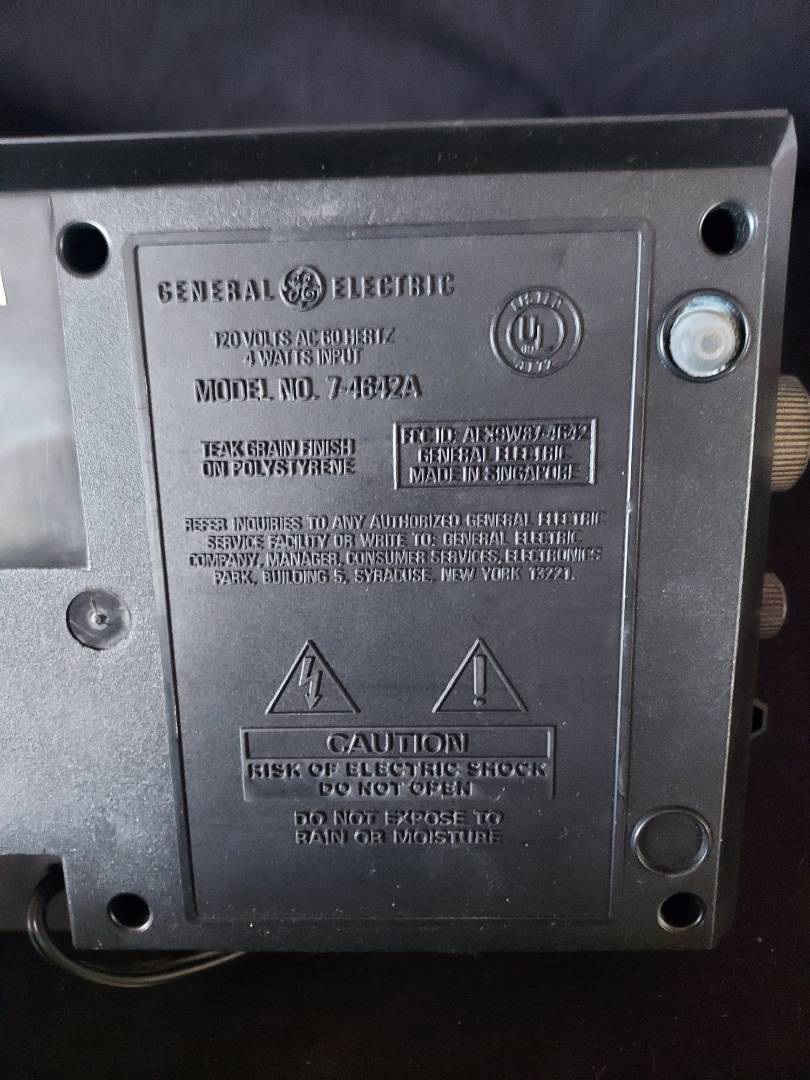 GENERAL GE ELECTRIC
LISTED
UL
120 VOLTS AC 60 HERTZ
4 WATTS INPUT
MODEL NO. 7-4642A
TEAK GRAIN FINISH
ON POLYSTYRENE
FCC ID: 
GENERAL ELECTRIC
MADE IN SINGAPORE
REFER INQUIRIES TO ANY AUTHORIZED GENERAL ELECTRIC
SERVICE FACILITY OR WRITE TO: GENERAL ELECTRIC
COMPANY, MANAGER, CONSUMER SERVICES, ELECTRONICS
PARK, BUILDING 5, SYRACUSE, NEW YORK 13221.
CAUTION
RISK OF ELECTRIC SHOCK
DO NOT OPEN
DO NOT EXPOSE TO
RAIN OR MOISTURE